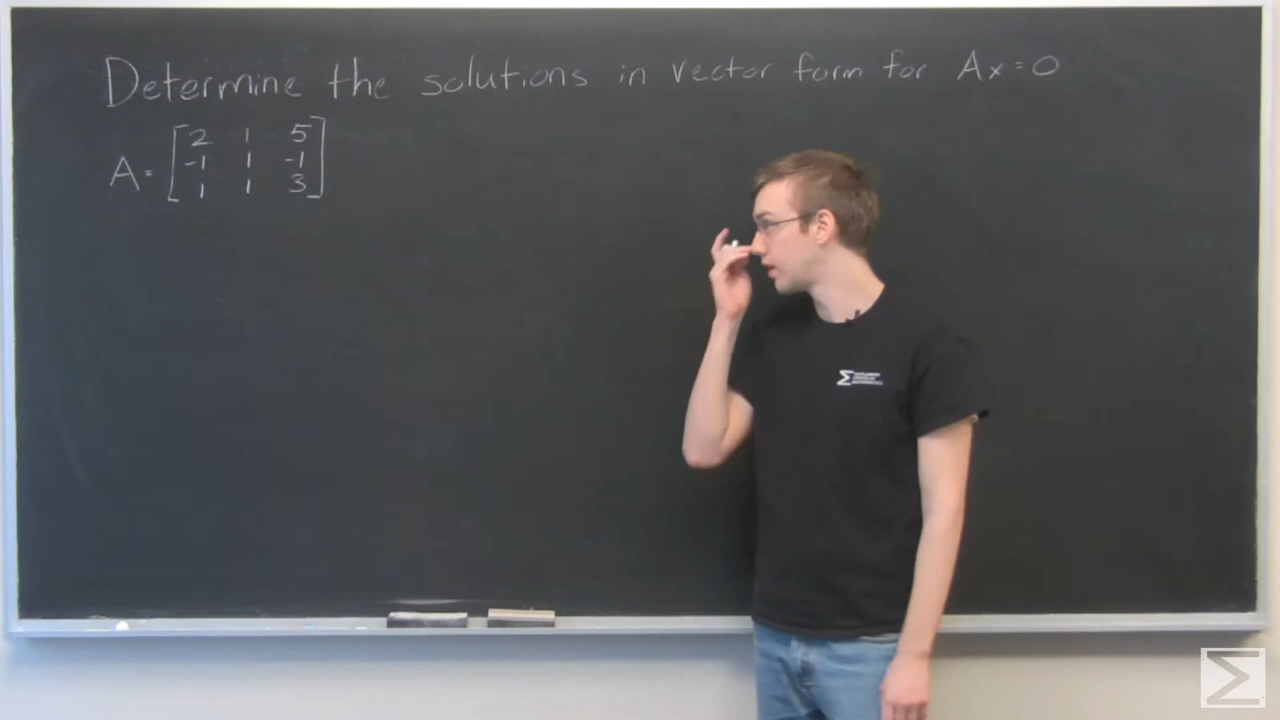 Determine the solutions in vector form for Ax=0
A= [2 1 5
-1 1 -1
1 1 3]
Σ
Σ